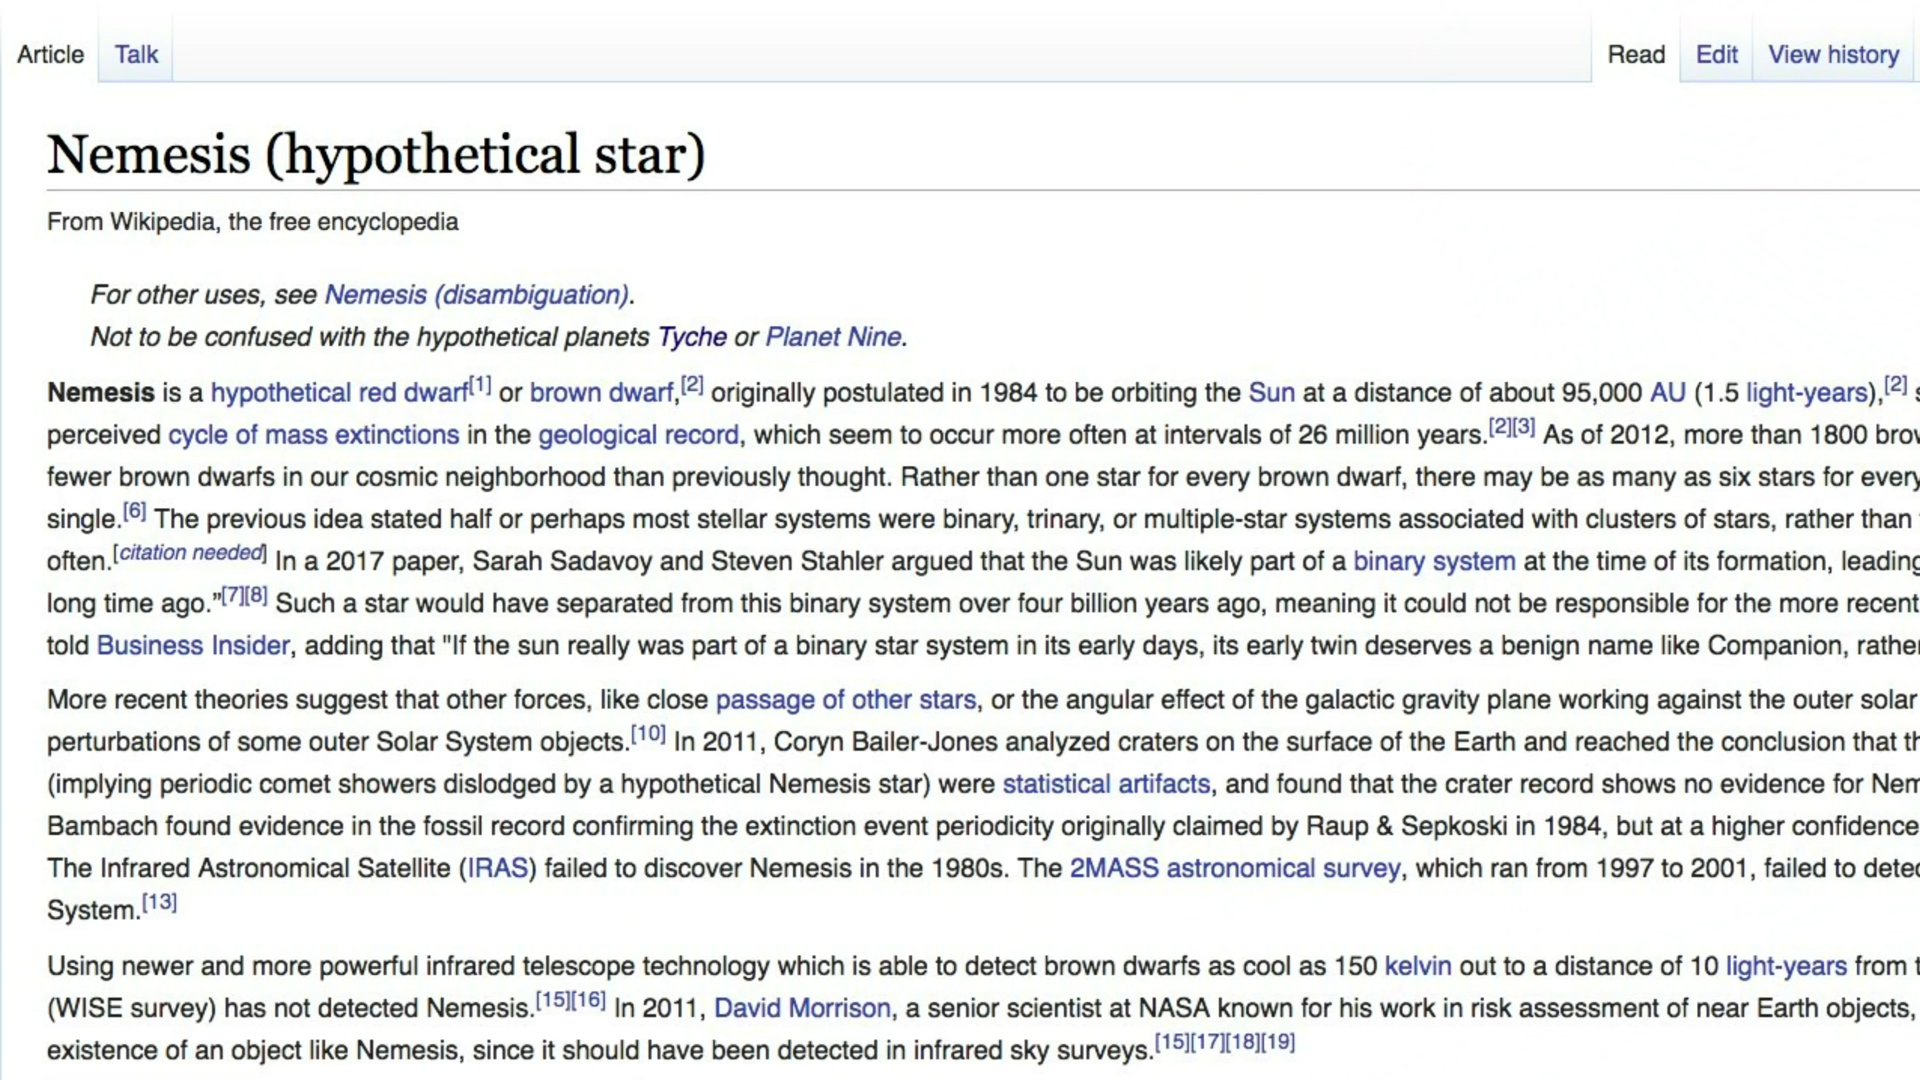 Article Talk Read Edit View history
Nemesis (hypothetical star)
From Wikipedia, the free encyclopedia
For other uses, see Nemesis (disambiguation).
Not to be confused with the hypothetical planets Tyche or Planet Nine.
Nemesis is a hypothetical red dwarf[1] or brown dwarf,[2] originally postulated in 1984 to be orbiting the Sun at a distance of about 95,000 AU (1.5 light-years),[2]
perceived cycle of mass extinctions in the geological record, which seem to occur more often at intervals of 26 million years.[2][3] As of 2012, more than 1800
fewer brown dwarfs in our cosmic neighborhood than previously thought. Rather than one star for every brown dwarf, there may be as many as six stars for every
single.[6] The previous idea stated half or perhaps most stellar systems were binary, trinary, or multiple-star systems associated with clusters of stars, rather than
often.[citation needed] In a 2017 paper, Sarah Sadavoy and Steven Stahler argued that the Sun was likely part of a binary system at the time of its formation, leading
long time ago.”[7][8] Such a star would have separated from this binary system over four billion years ago, meaning it could not be responsible for the more recent
told Business Insider, adding that "If the sun really was part of a binary star system in its early days, its early twin deserves a benign name like Companion, rather
More recent theories suggest that other forces, like close passage of other stars, or the angular effect of the galactic gravity plane working against the outer solar
perturbations of some outer Solar System objects.[10] In 2011, Coryn Bailer-Jones analyzed craters on the surface of the Earth and reached the conclusion that
(implying periodic comet showers dislodged by a hypothetical Nemesis star) were statistical artifacts, and found that the crater record shows no evidence for
Bambach found evidence in the fossil record confirming the extinction event periodicity originally claimed by Raup & Sepkoski in 1984, but at a higher confidence
The Infrared Astronomical Satellite (IRAS) failed to discover Nemesis in the 1980s. The 2MASS astronomical survey, which ran from 1997 to 2001, failed to
System.[13]
Using newer and more powerful infrared telescope technology which is able to detect brown dwarfs as cool as 150 kelvin out to a distance of 10 light-years from
(WISE survey) has not detected Nemesis.[15][16] In 2011, David Morrison, a senior scientist at NASA known for his work in risk assessment of near Earth objects,
existence of an object like Nemesis, since it should have been detected in infrared sky surveys.[15][17][18][19]